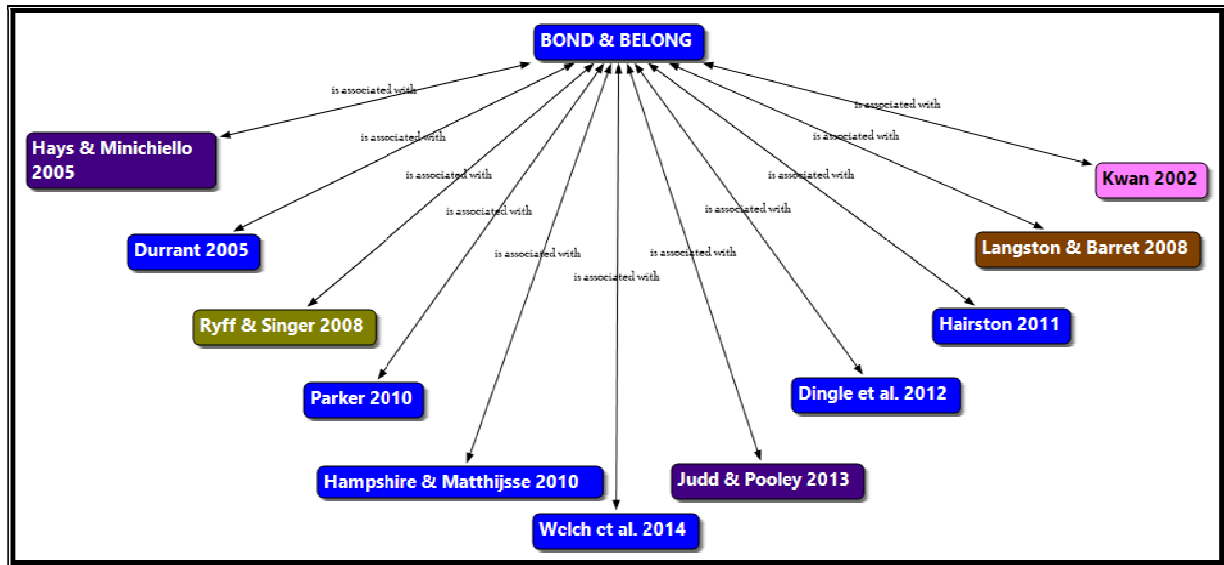 BOND & BELONG
is associated with
is associated with
is associated with
is associated with
is associated with
is associated with
is associated with
is associated with
is associated with
is associated with
is associated with
Hays & Minichiello
2005
Kwan 2002
Durrant 2005
Langston & Barret 2008
Ryff & Singer 2008
Hairston 2011
Parker 2010
Dingle et al. 2012
Hampshire & Matthijsse 2010
Judd & Pooley 2013
Welch et al. 2014